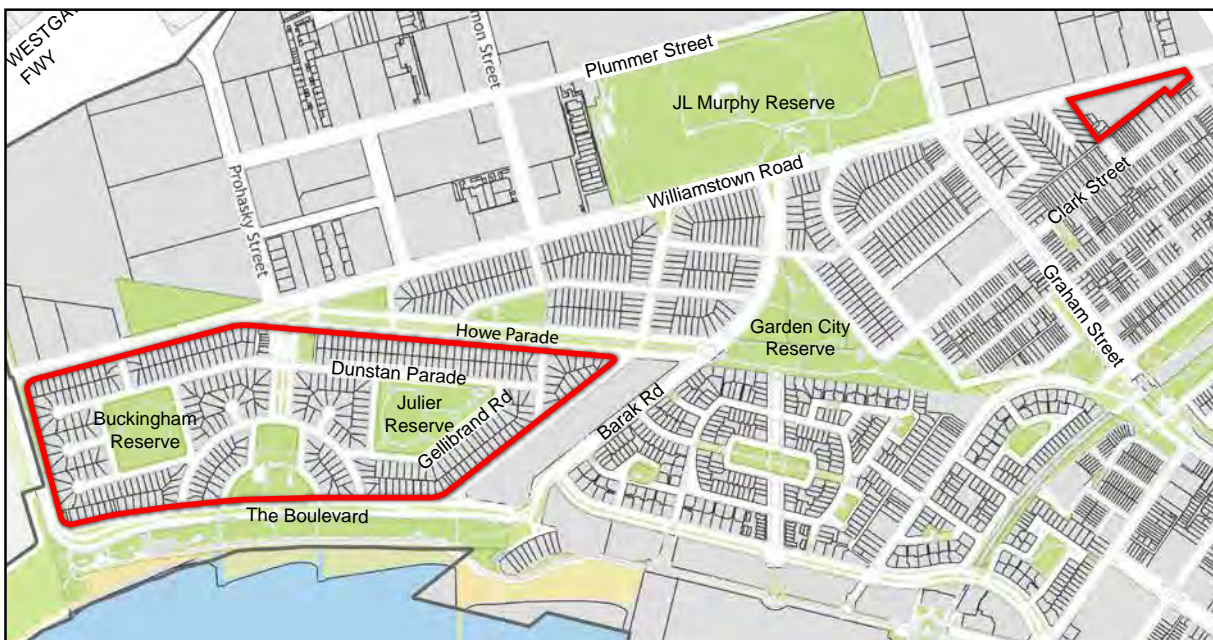 WESTGA
FWY
mon Street
Plummer Street
JL Murphy Reserve
Prohasky Street
Williamstown Road
Clark Street
Graham Street
Howe Parade
Garden City
Reserve
Dunstan Parade
Buckingham
Reserve
Julier
Reserve
Gellibrand Rd
Barak Rd
The Boulevard